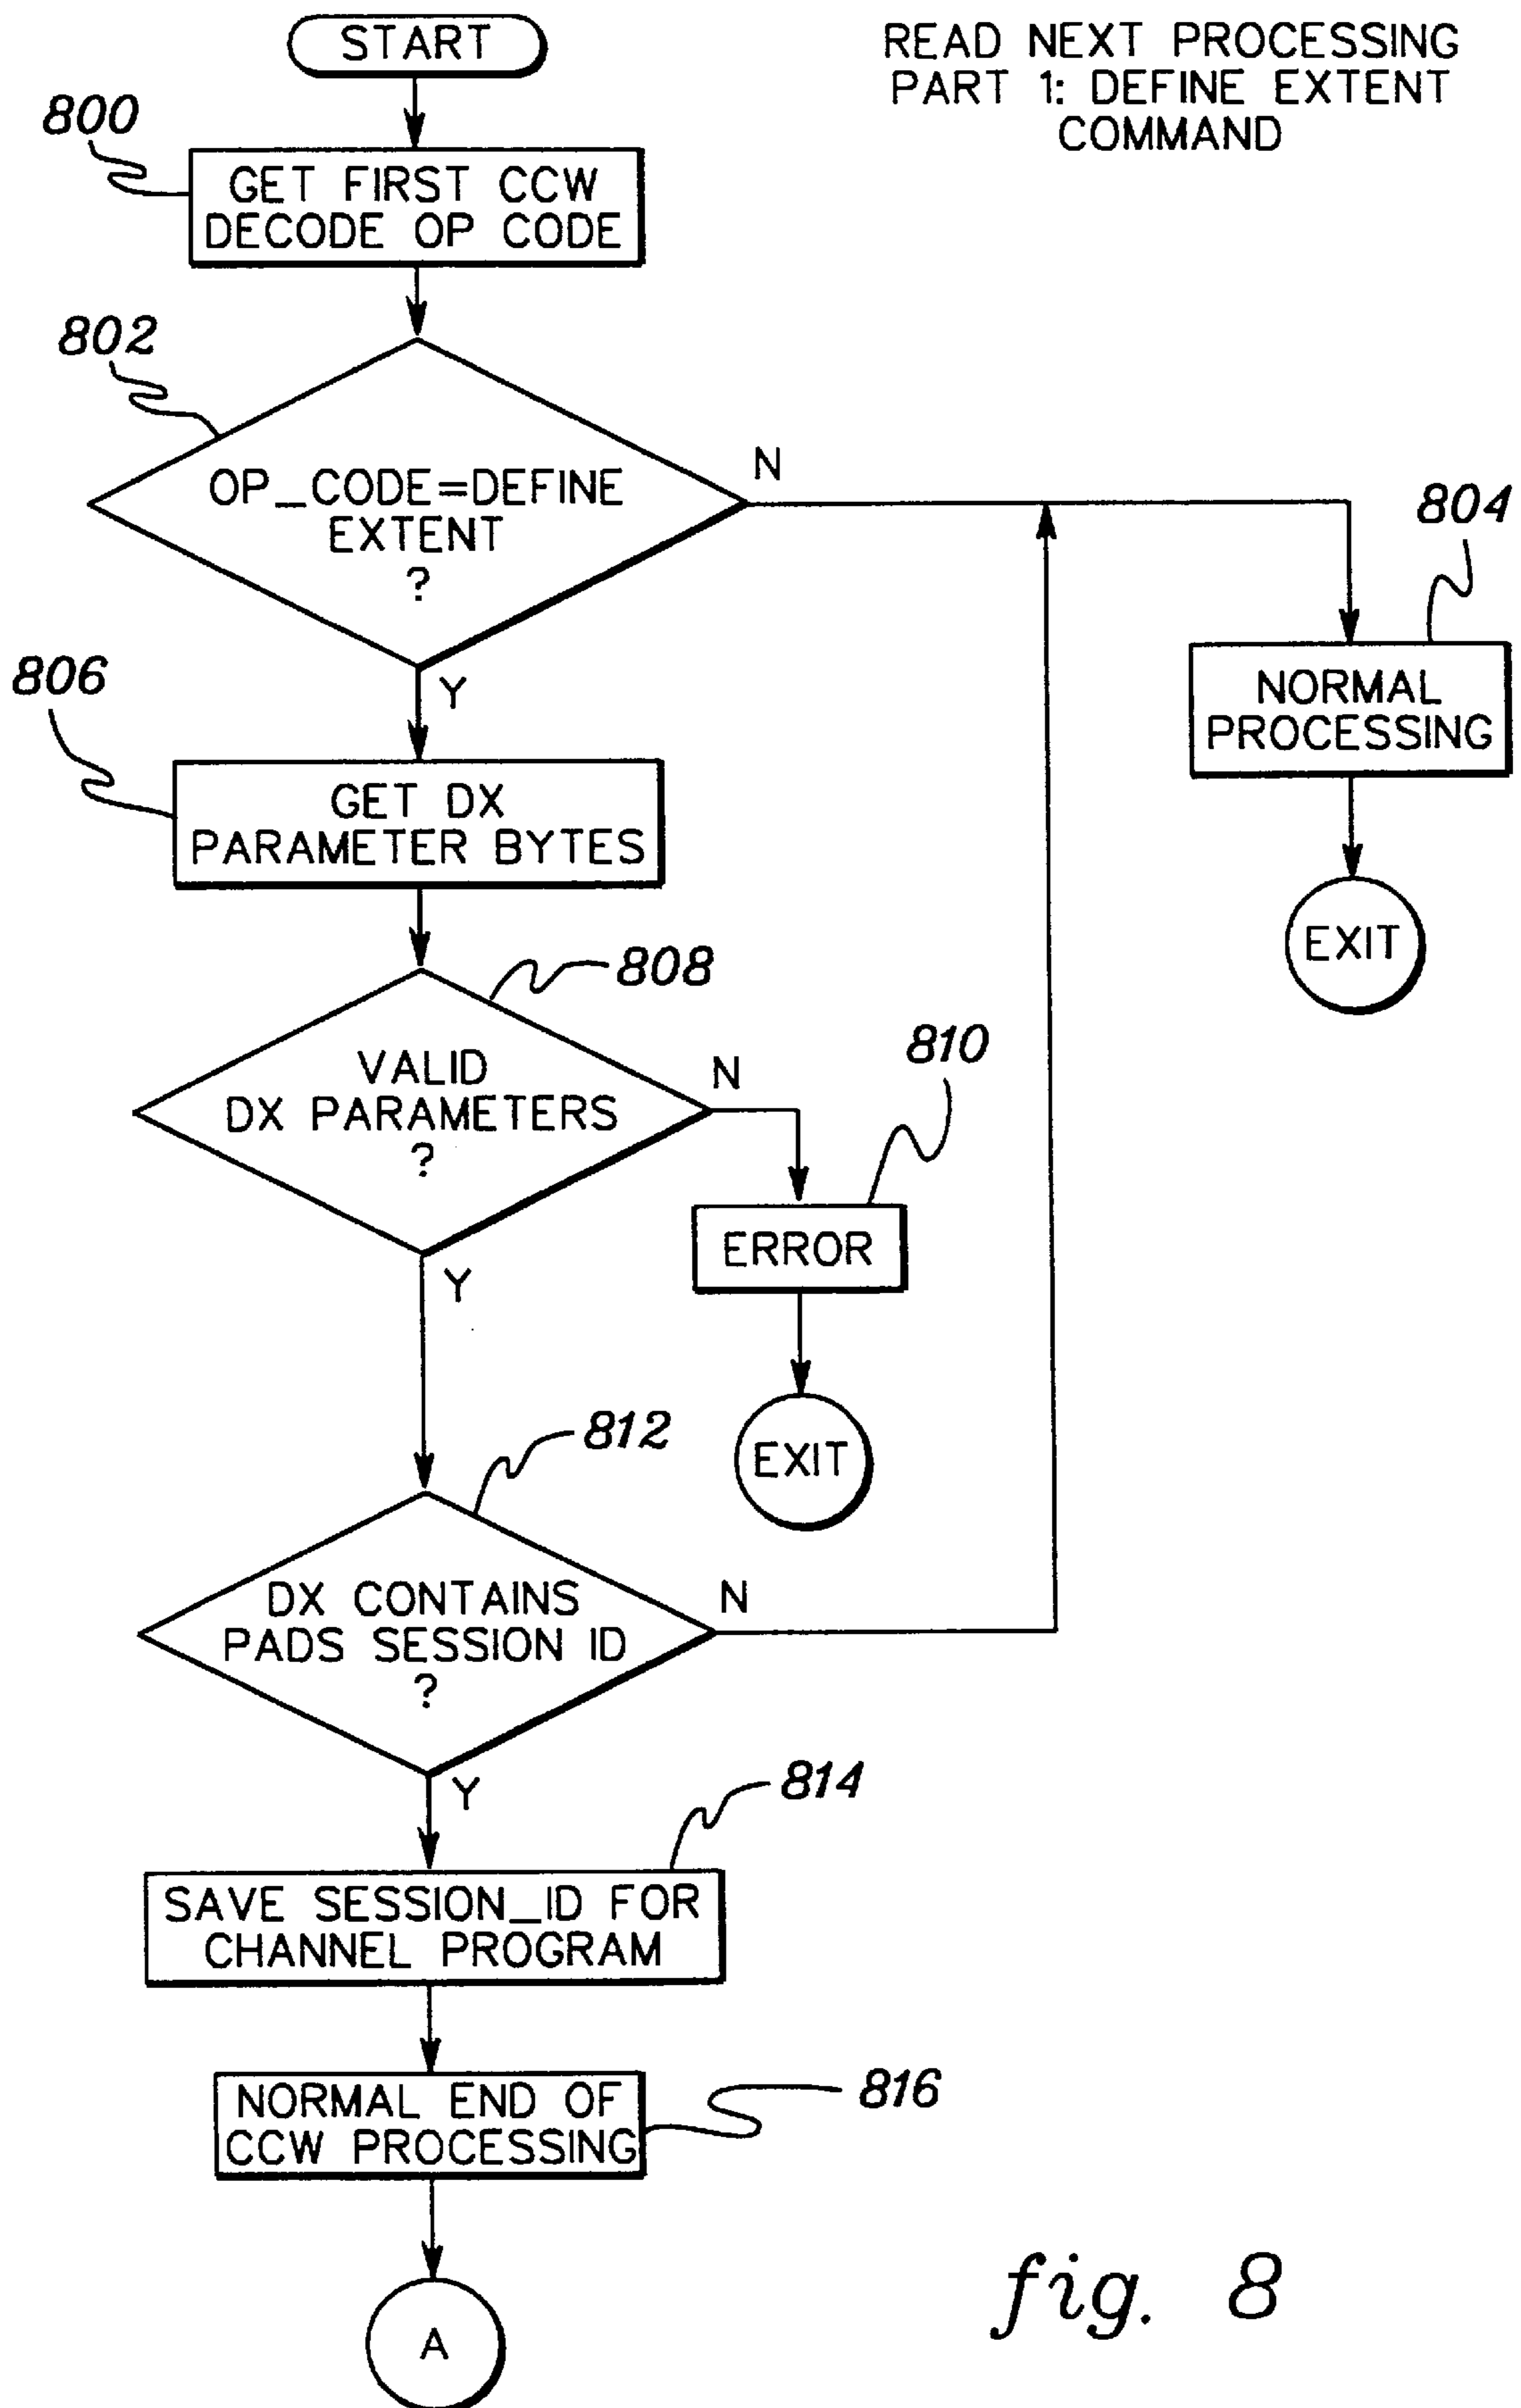 START
READ NEXT PROCESSING
PART 1: DEFINE EXTENT
COMMAND
800
GET FIRST CCW
DECODE OP CODE
802
OP_CODE=DEFINE
EXTENT
?
N
Y
804
NORMAL
PROCESSING
EXIT
806
GET DX
PARAMETER BYTES
808
VALID
DX PARAMETERS
?
N
Y
810
ERROR
EXIT
812
DX CONTAINS
PADS SESSION ID
?
N
Y
814
SAVE SESSION_ID FOR
CHANNEL PROGRAM
816
NORMAL END OF
CCW PROCESSING
A
fig. 8